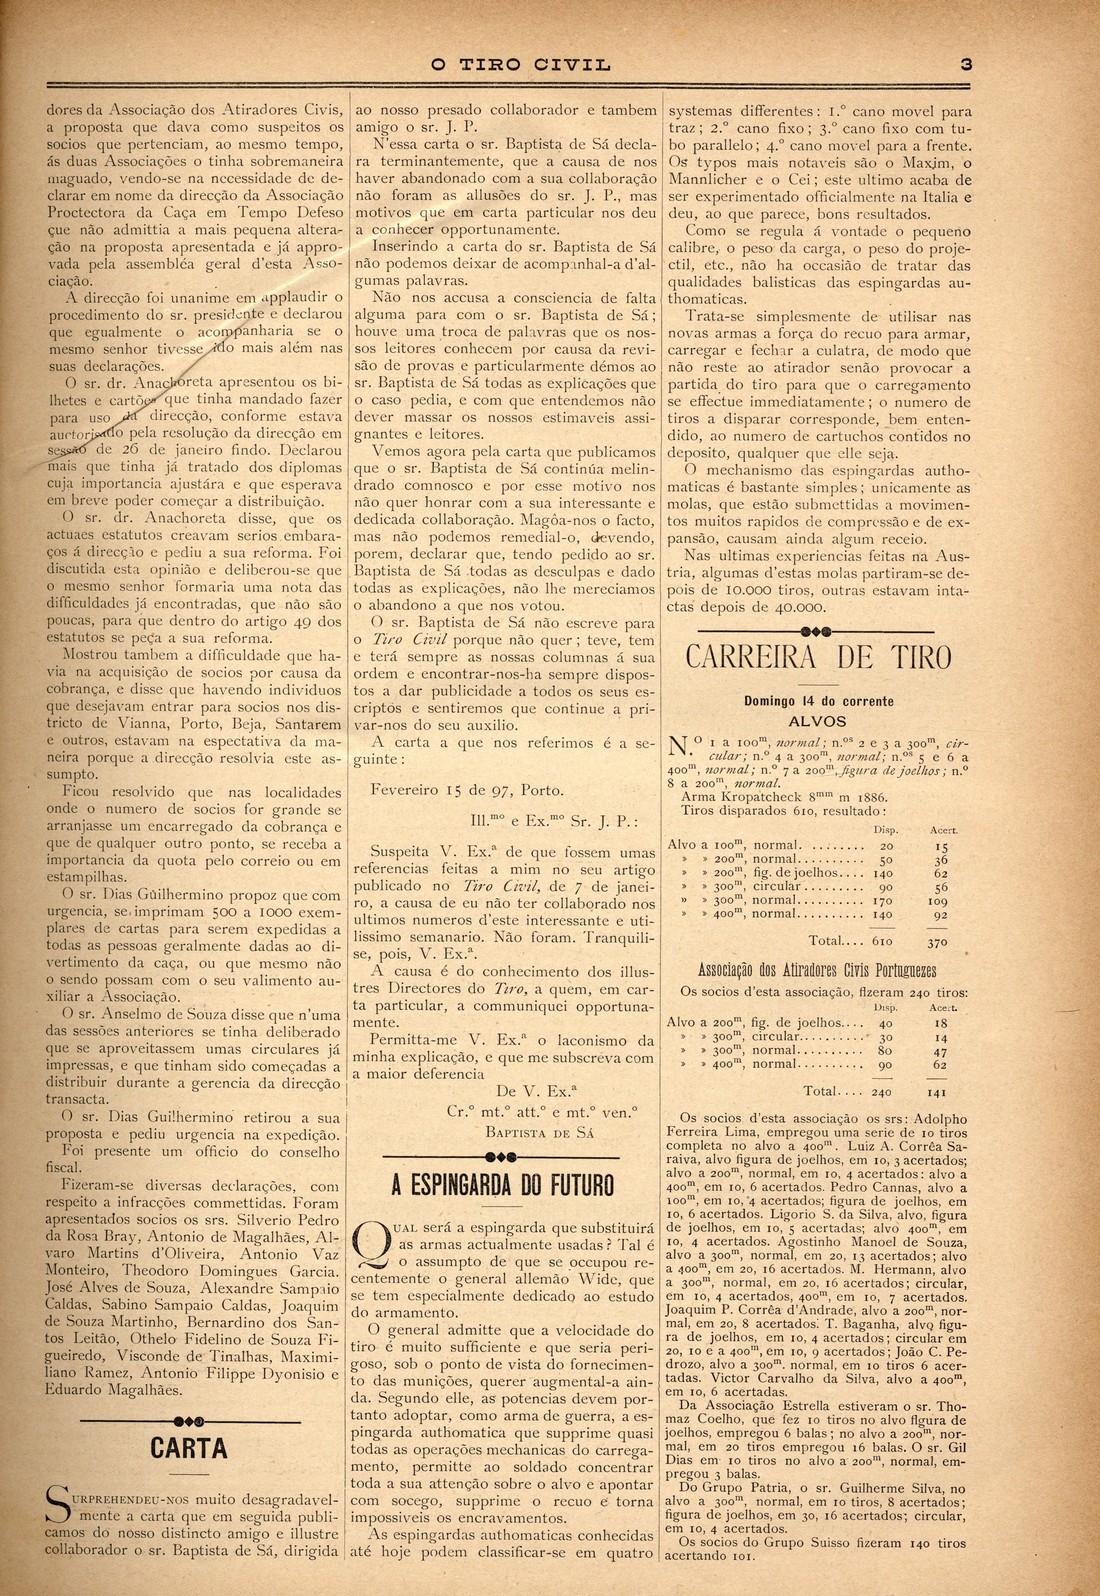 O TIRO CIVIL
3
dores da Associação dos Atiradores Civis,
a proposta que dava como suspeitos os
socios que pertenciam, ao mesmo tempo,
ás duas Associações o tinha sobremaneira
maguado, vendo-se na necessidade de de-
clarar em nome da direcção da Associação
Proctectora da Caça em Tempo Defeso
que não admittia a mais pequena altera-
ção na proposta apresentada e já appro-
vada pela assembléa geral d'esta Asso-
ciação.
A direcção foi unanime em applaudir o
procedimento do sr. presidente e declarou
que egualmente o acompanharia se o
mesmo senhor tivesse ido mais além nas
suas declarações.
O sr. dr. Anachoreta apresentou os bi-
lhetes e cartões que tinha mandado fazer
para uso da direcção, conforme estava
auctorisado pela resolução da direcção em
sessão de 26 de janeiro findo. Declarou
mais que tinha já tratado dos diplomas
cuja importancia ajustára e que esperava
em breve poder começar a distribuição.
O sr. dr. Anachoreta disse, que os
actuaes estatutos creavam serios embara-
ços á direcção e pediu a sua reforma. Foi
discutida esta opinião e deliberou-se que
o mesmo senhor formaria uma nota das
difficuldades já encontradas, que não são
poucas, para que dentro do artigo 49 dos
estatutos se peça a sua reforma.
Mostrou tambem a difficuldade que ha-
via na acquisição de socios por causa da
cobrança, e disse que havendo individuos
que desejavam entrar para socios nos dis-
tricto de Vianna, Porto, Beja, Santarem
e outros, estavam na espectativa da ma-
neira porque a direcção resolvia este as-
sumpto.
Ficou resolvido que nas localidades
onde o numero de socios for grande se
arranjasse um encarregado da cobrança e
que de qualquer outro ponto, se receba a
importancia da quota pelo correio ou em
estampilhas.
O sr. Dias Guilhermino propoz que com
urgencia, se imprimam 500 a 1000 exem-
plares de cartas para serem expedidas a
todas as pessoas geralmente dadas ao di-
vertimento da caça, ou que mesmo não
o sendo possam com o seu valimento au-
xiliar a Associação.
O sr. Anselmo de Souza disse que n'uma
das sessões anteriores se tinha deliberado
que se aproveitassem umas circulares já
impressas, e que tinham sido começadas a
distribuir durante a gerencia da direcção
transacta.
O sr. Dias Guilhermino retirou a sua
proposta e pediu urgencia na expedição.
Foi presente um officio do conselho
fiscal.
Fizeram-se diversas declarações, com
respeito a infracções commettidas. Foram
apresentados socios os srs. Silverio Pedro
da Rosa Bray, Antonio de Magalhães, Al-
varo Martins d'Oliveira, Antonio Vaz
Monteiro, Theodoro Domingues Garcia.
José Alves de Souza, Alexandre Sampaio
Caldas, Sabino Sampaio Caldas, Joaquim
de Souza Martinho, Bernardino dos San-
tos Leitão, Othelo Fidelino de Souza Fi-
gueiredo, Visconde de Tinalhas, Maximi-
liano Ramez, Antonio Filippe Dyonisio e
Eduardo Magalhães.
CARTA
SURPREHENDEU-NOS muito desagradavel-
mente a carta que em seguida publi-
camos do nosso distincto amigo e illustre
collaborador o sr. Baptista de Sá, dirigida
ao nosso presado collaborador e tambem
amigo o sr. J. P.
N'essa carta o sr. Baptista de Sá decla-
ra terminantemente, que a causa de nos
haver abandonado com a sua collaboração
não foram as allusões do sr. J. P., mas
motivos que em carta particular nos deu
a conhecer opportunamente.
Inserindo a carta do sr. Baptista de Sá
não podemos deixar de acompanhal-a d'al-
gumas palavras.
Não nos accusa a consciencia de falta
alguma para com o sr. Baptista de Sá;
houve uma troca de palavras que os nos-
sos leitores conhecem por causa da revi-
são de provas e particularmente démos ao
sr. Baptista de Sá todas as explicações que
o caso pedia, e com que entendemos não
dever massar os nossos estimaveis assi-
gnantes e leitores.
Vemos agora pela carta que publicamos
que o sr. Baptista de Sá continúa melin-
drado comnosco e por esse motivo nos
não quer honrar com a sua interessante e
dedicada collaboração. Magôa-nos o facto,
mas não podemos remedial-o, devendo,
porem, declarar que, tendo pedido ao sr.
Baptista de Sá todas as desculpas e dado
todas as explicações, não lhe mereciamos
o abandono a que nos votou.
O sr. Baptista de Sá não escreve para
o Tiro Civil porque não quer; teve, tem
e terá sempre as nossas columnas á sua
ordem e encontrar-nos-ha sempre dispos-
tos a dar publicidade a todos os seus es-
criptos e sentiremos que continue a pri-
var-nos do seu auxilio.
A carta a que nos referimos é a se-
guinte:
Fevereiro 15 de 97, Porto.
Ill.mo e Ex.mo Sr. J. P.:
Suspeita V. Ex.ª de que fossem umas
referencias feitas a mim no seu artigo
publicado no Tiro Civil, de 7 de janei-
ro, a causa de eu não ter collaborado nos
ultimos numeros d'este interessante e uti-
lissimo semanario. Não foram. Tranquili-
se, pois, V. Ex.ª.
A causa é do conhecimento dos illus-
tres Directores do Tiro, a quem, em car-
ta particular, a communiquei opportuna-
mente.
Permitta-me V. Ex.ª o laconismo da
minha explicação, e que me subscreva com
a maior deferencia
De V. Ex.ª
Cr.º mt.º att.º e mt.º ven.º
BAPTISTA DE SÁ
A ESPINGARDA DO FUTURO
QUAL será a espingarda que substituirá
as armas actualmente usadas? Tal é
o assumpto de que se occupou re-
centemente o general allemão Wide, que
se tem especialmente dedicado ao estudo
do armamento.
O general admitte que a velocidade do
tiro é muito sufficiente e que seria peri-
goso, sob o ponto de vista do fornecimen-
to das munições, querer augmental-a ain-
da. Segundo elle, as potencias devem por-
tanto adoptar, como arma de guerra, a es-
pingarda authomatica que supprime quasi
todas as operações mechanicas do carrega-
mento, permitte ao soldado concentrar
toda a sua attenção sobre o alvo e apontar
com socego, supprime o recuo e torna
impossiveis os encravamentos.
As espingardas authomaticas conhecidas
até hoje podem classificar-se em quatro
systemas differentes: 1.º cano movel para
traz; 2.º cano fixo; 3.º cano fixo com tu-
bo parallelo; 4.º cano movel para a frente.
Os typos mais notaveis são o Maxim, o
Mannlicher e o Cei; este ultimo acaba de
ser experimentado officialmente na Italia e
deu, ao que parece, bons resultados.
Como se regula á vontade o pequeno
calibre, o peso da carga, o peso do proje-
ctil, etc., não ha occasião de tratar das
qualidades balisticas das espingardas au-
thomaticas.
Trata-se simplesmente de utilisar nas
novas armas a força do recuo para armar,
carregar e fechar a culatra, de modo que
não reste ao atirador senão provocar a
partida do tiro para que o carregamento
se effectue immediatamente; o numero de
tiros a disparar corresponde, bem enten-
dido, ao numero de cartuchos contidos no
deposito, qualquer que elle seja.
O mechanismo das espingardas autho-
maticas é bastante simples; unicamente as
molas, que estão submettidas a movimen-
tos muitos rapidos de compressão e de ex-
pansão, causam ainda algum receio.
Nas ultimas experiencias feitas na Aus-
tria, algumas d'estas molas partiram-se de-
pois de 10.000 tiros, outras estavam inta-
ctas depois de 40.000.
CARREIRA DE TIRO
Domingo 14 do corrente
ALVOS
N.º 1 a 100m, normal; n.os 2 e 3 a 300m, cir-
cular; n.º 4 a 300m, normal; n.os 5 e 6 a
400m, normal; n.º 7 a 200m, figura de joelhos; n.º
8 a 200m, normal.
Arma Kropatcheck 8mm m 1886.
Tiros disparados 610, resultado:
Disp. Acert.
Alvo a 100m, normal. ........ 20 15
» » 200m, normal.......... 50 36
» » 200m, fig. de joelhos.... 140 62
» » 300m, circular......... 90 56
» » 300m, normal.......... 170 109
» » 400m, normal.......... 140 92
Total.... 610 370
Associação dos Atiradores Civis Portuguezes
Os socios d'esta associação, fizeram 240 tiros:
Disp. Acert.
Alvo a 200m, fig. de joelhos.... 40 18
» » 300m, circular.......... 30 14
» » 300m, normal.......... 80 47
» » 400m, normal.......... 90 62
Total.... 240 141
Os socios d'esta associação os srs: Adolpho
Ferreira Lima, empregou uma serie de 10 tiros
completa no alvo a 400m. Luiz A. Corrêa Sa-
raiva, alvo figura de joelhos, em 10, 3 acertados;
alvo a 200m, normal, em 10, 4 acertados: alvo a
400m, em 10, 6 acertados. Pedro Cannas, alvo a
100m, em 10, 4 acertados; figura de joelhos, em
10, 6 acertados. Ligorio S. da Silva, alvo, figura
de joelhos, em 10, 5 acertadas; alvo 400m, em
10, 4 acertados. Agostinho Manoel de Souza,
alvo a 300m, normal, em 20, 13 acertados; alvo
a 400m, em 20, 16 acertados. M. Hermann, alvo
a 300m, normal, em 20, 16 acertados; circular,
em 10, 4 acertados, 400m, em 10, 7 acertados.
Joaquim P. Corrêa d'Andrade, alvo a 200m, nor-
mal, em 20, 8 acertados. T. Baganha, alvo figu-
ra de joelhos, em 10, 4 acertados; circular em
20, 10 e a 400m, em 10, 9 acertados; João C. Pe-
drozo, alvo a 300m. normal, em 10 tiros 6 acer-
tadas. Victor Carvalho da Silva, alvo a 400m,
em 10, 6 acertadas.
Da Associação Estrella estiveram o sr. Tho-
maz Coelho, que fez 10 tiros no alvo figura de
joelhos, empregou 6 balas; no alvo a 200m, nor-
mal, em 20 tiros empregou 16 balas. O sr. Gil
Dias em 10 tiros no alvo a 200m, normal, em-
pregou 3 balas.
Do Grupo Patria, o sr. Guilherme Silva, no
alvo a 300m, normal, em 10 tiros, 8 acertados;
figura de joelhos, em 30, 16 acertados; circular,
em 10, 4 acertados.
Os socios do Grupo Suisso fizeram 140 tiros
acertando 101.